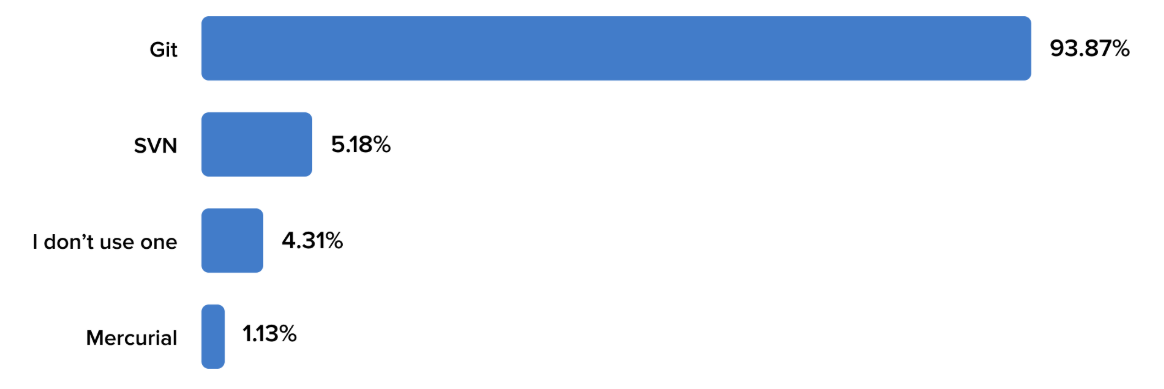 Git 93.87%
SVN 5.18%
I don’t use one 4.31%
Mercurial 1.13%